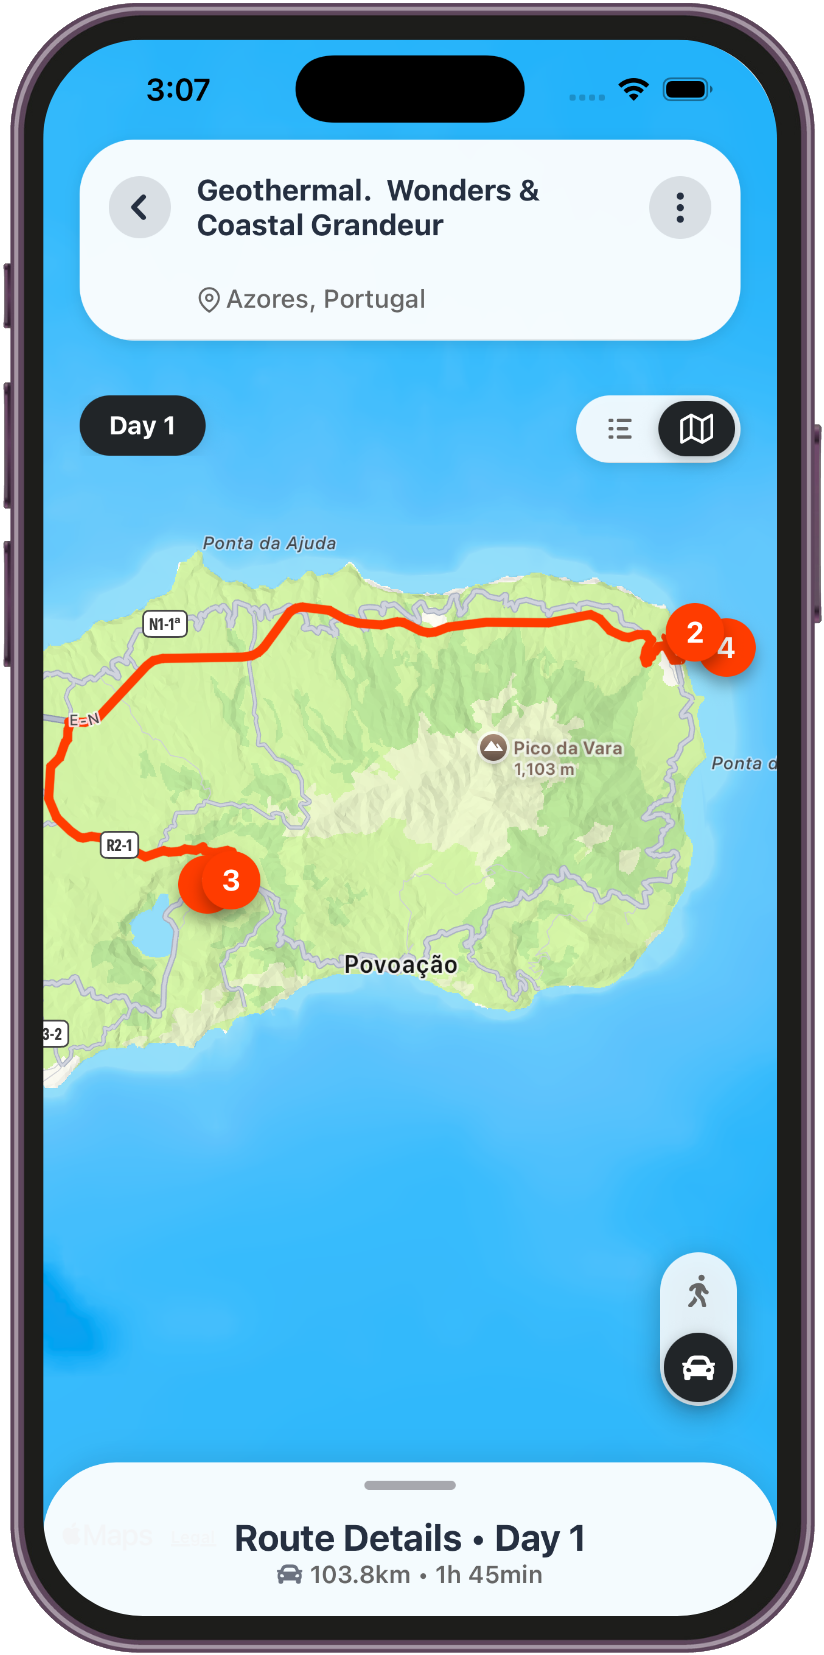 3:07
Geothermal.  Wonders &
Coastal Grandeur
Azores, Portugal
Day 1
Ponta da Ajuda
N1-1ª
2
4
E-N
Pico da Vara
1,103 m
Ponta d
R2-1
3
Povoação
3-2
Maps Legal
Route Details • Day 1
103.8km • 1h 45min